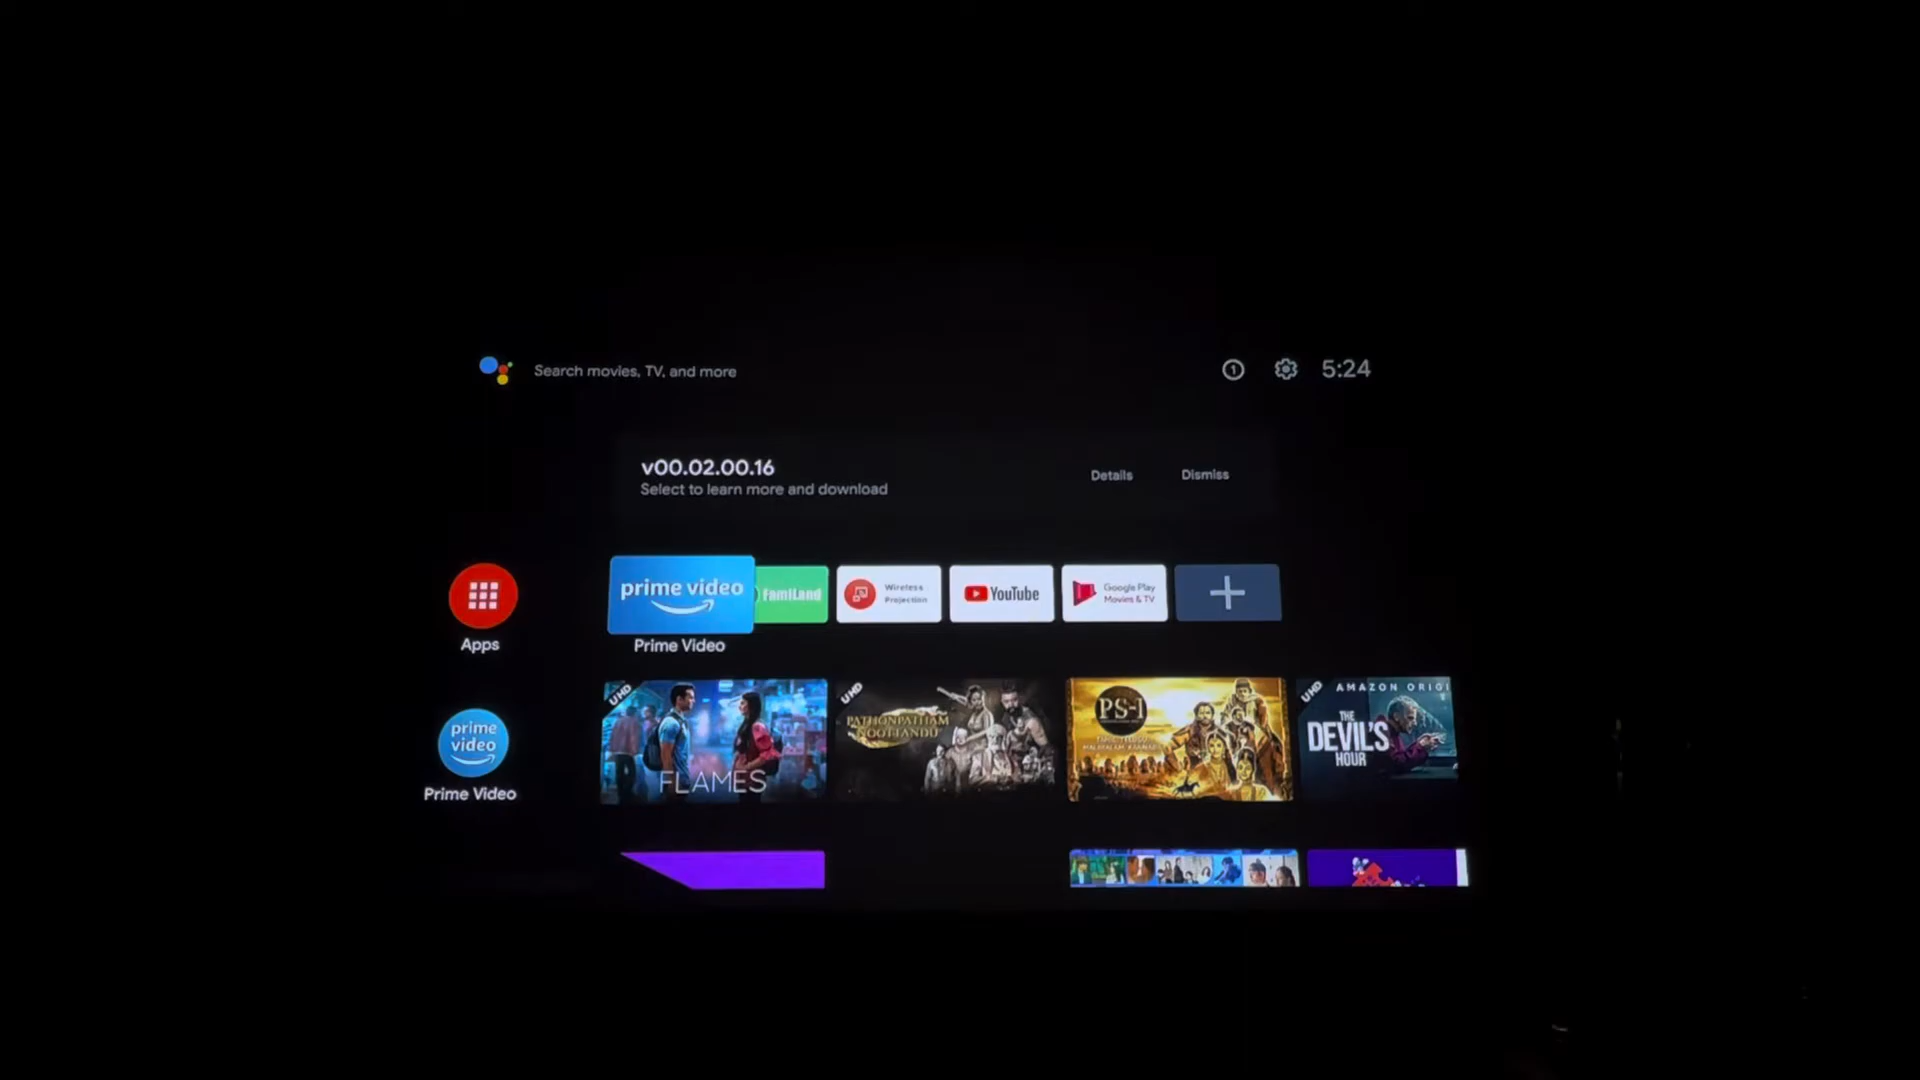 Search movies, TV, and more
1
5:24
v00.02.00.16
Select to learn more and download
Details
Dismiss
Apps
prime video
FamiLand
Wireless
Projection
YouTube
Google Play
Movies & TV
Prime Video
prime
video
Prime Video
UHD
FLAMES
UHD
PATHONPATHAM
NOOTTANDU
PS-1
UHD
AMAZON ORIGI
THE
DEVIL'S
HOUR